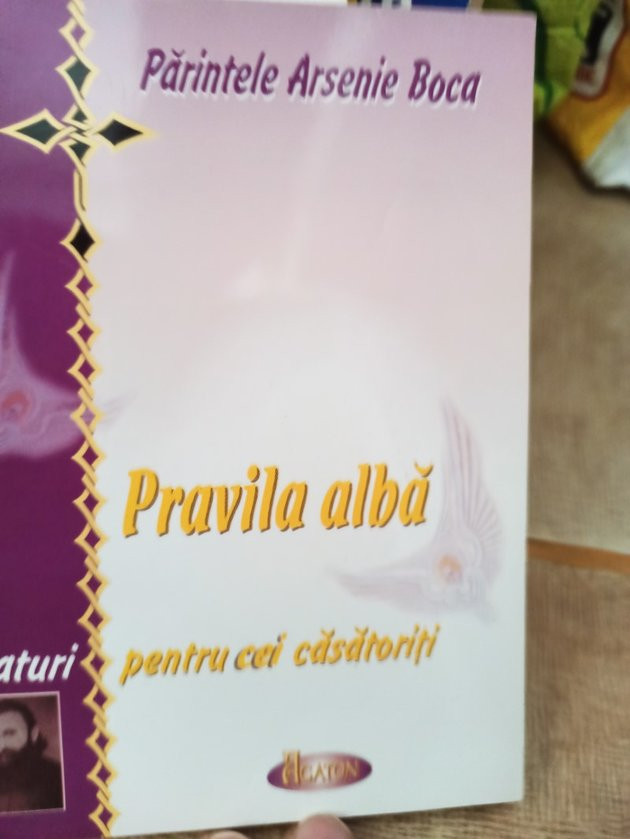 Părintele Arsenie Boca
Pravila albă
aturi
pentru cei căsătoriți
AGATON